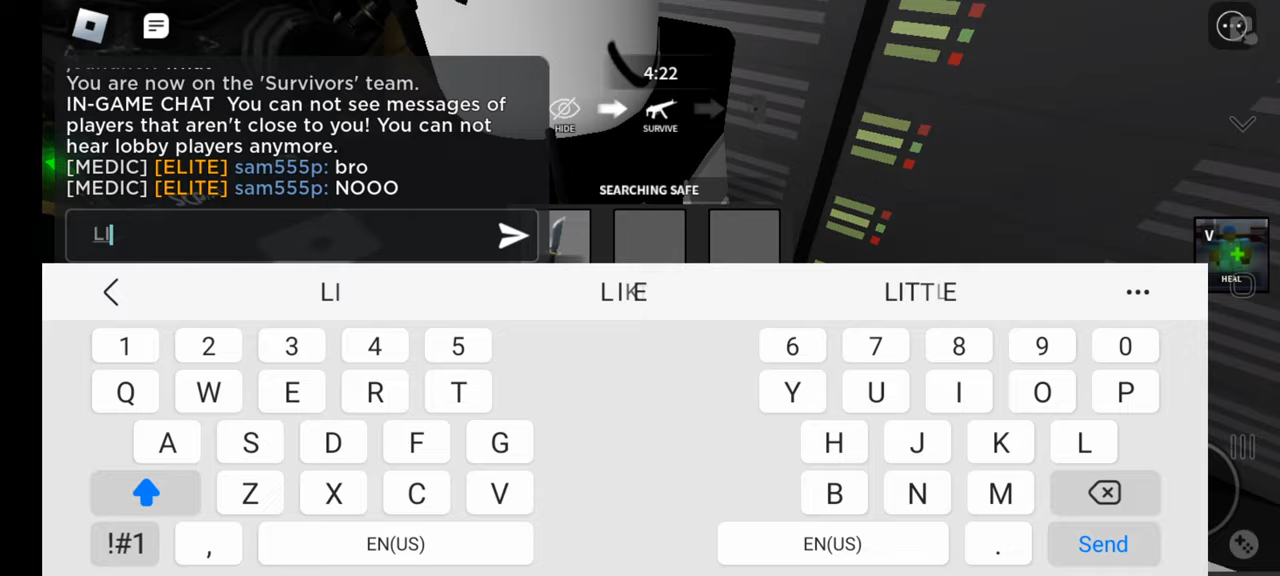 You are now on the 'Survivors' team.
IN-GAME CHAT You can not see messages of
players that aren't close to you! You can not
hear lobby players anymore.
[MEDIC] [ELITE] sam555p: bro
[MEDIC] [ELITE] sam555p: NOOO
4:22
HIDE
SURVIVE
SEARCHING SAFE
LI
V
HEAL
LI LIKE LITTLE
1 2 3 4 5 6 7 8 9 0
Q W E R T Y U I O P
A S D F G H J K L
Z X C V B N M
!#1 , EN(US) EN(US) . Send